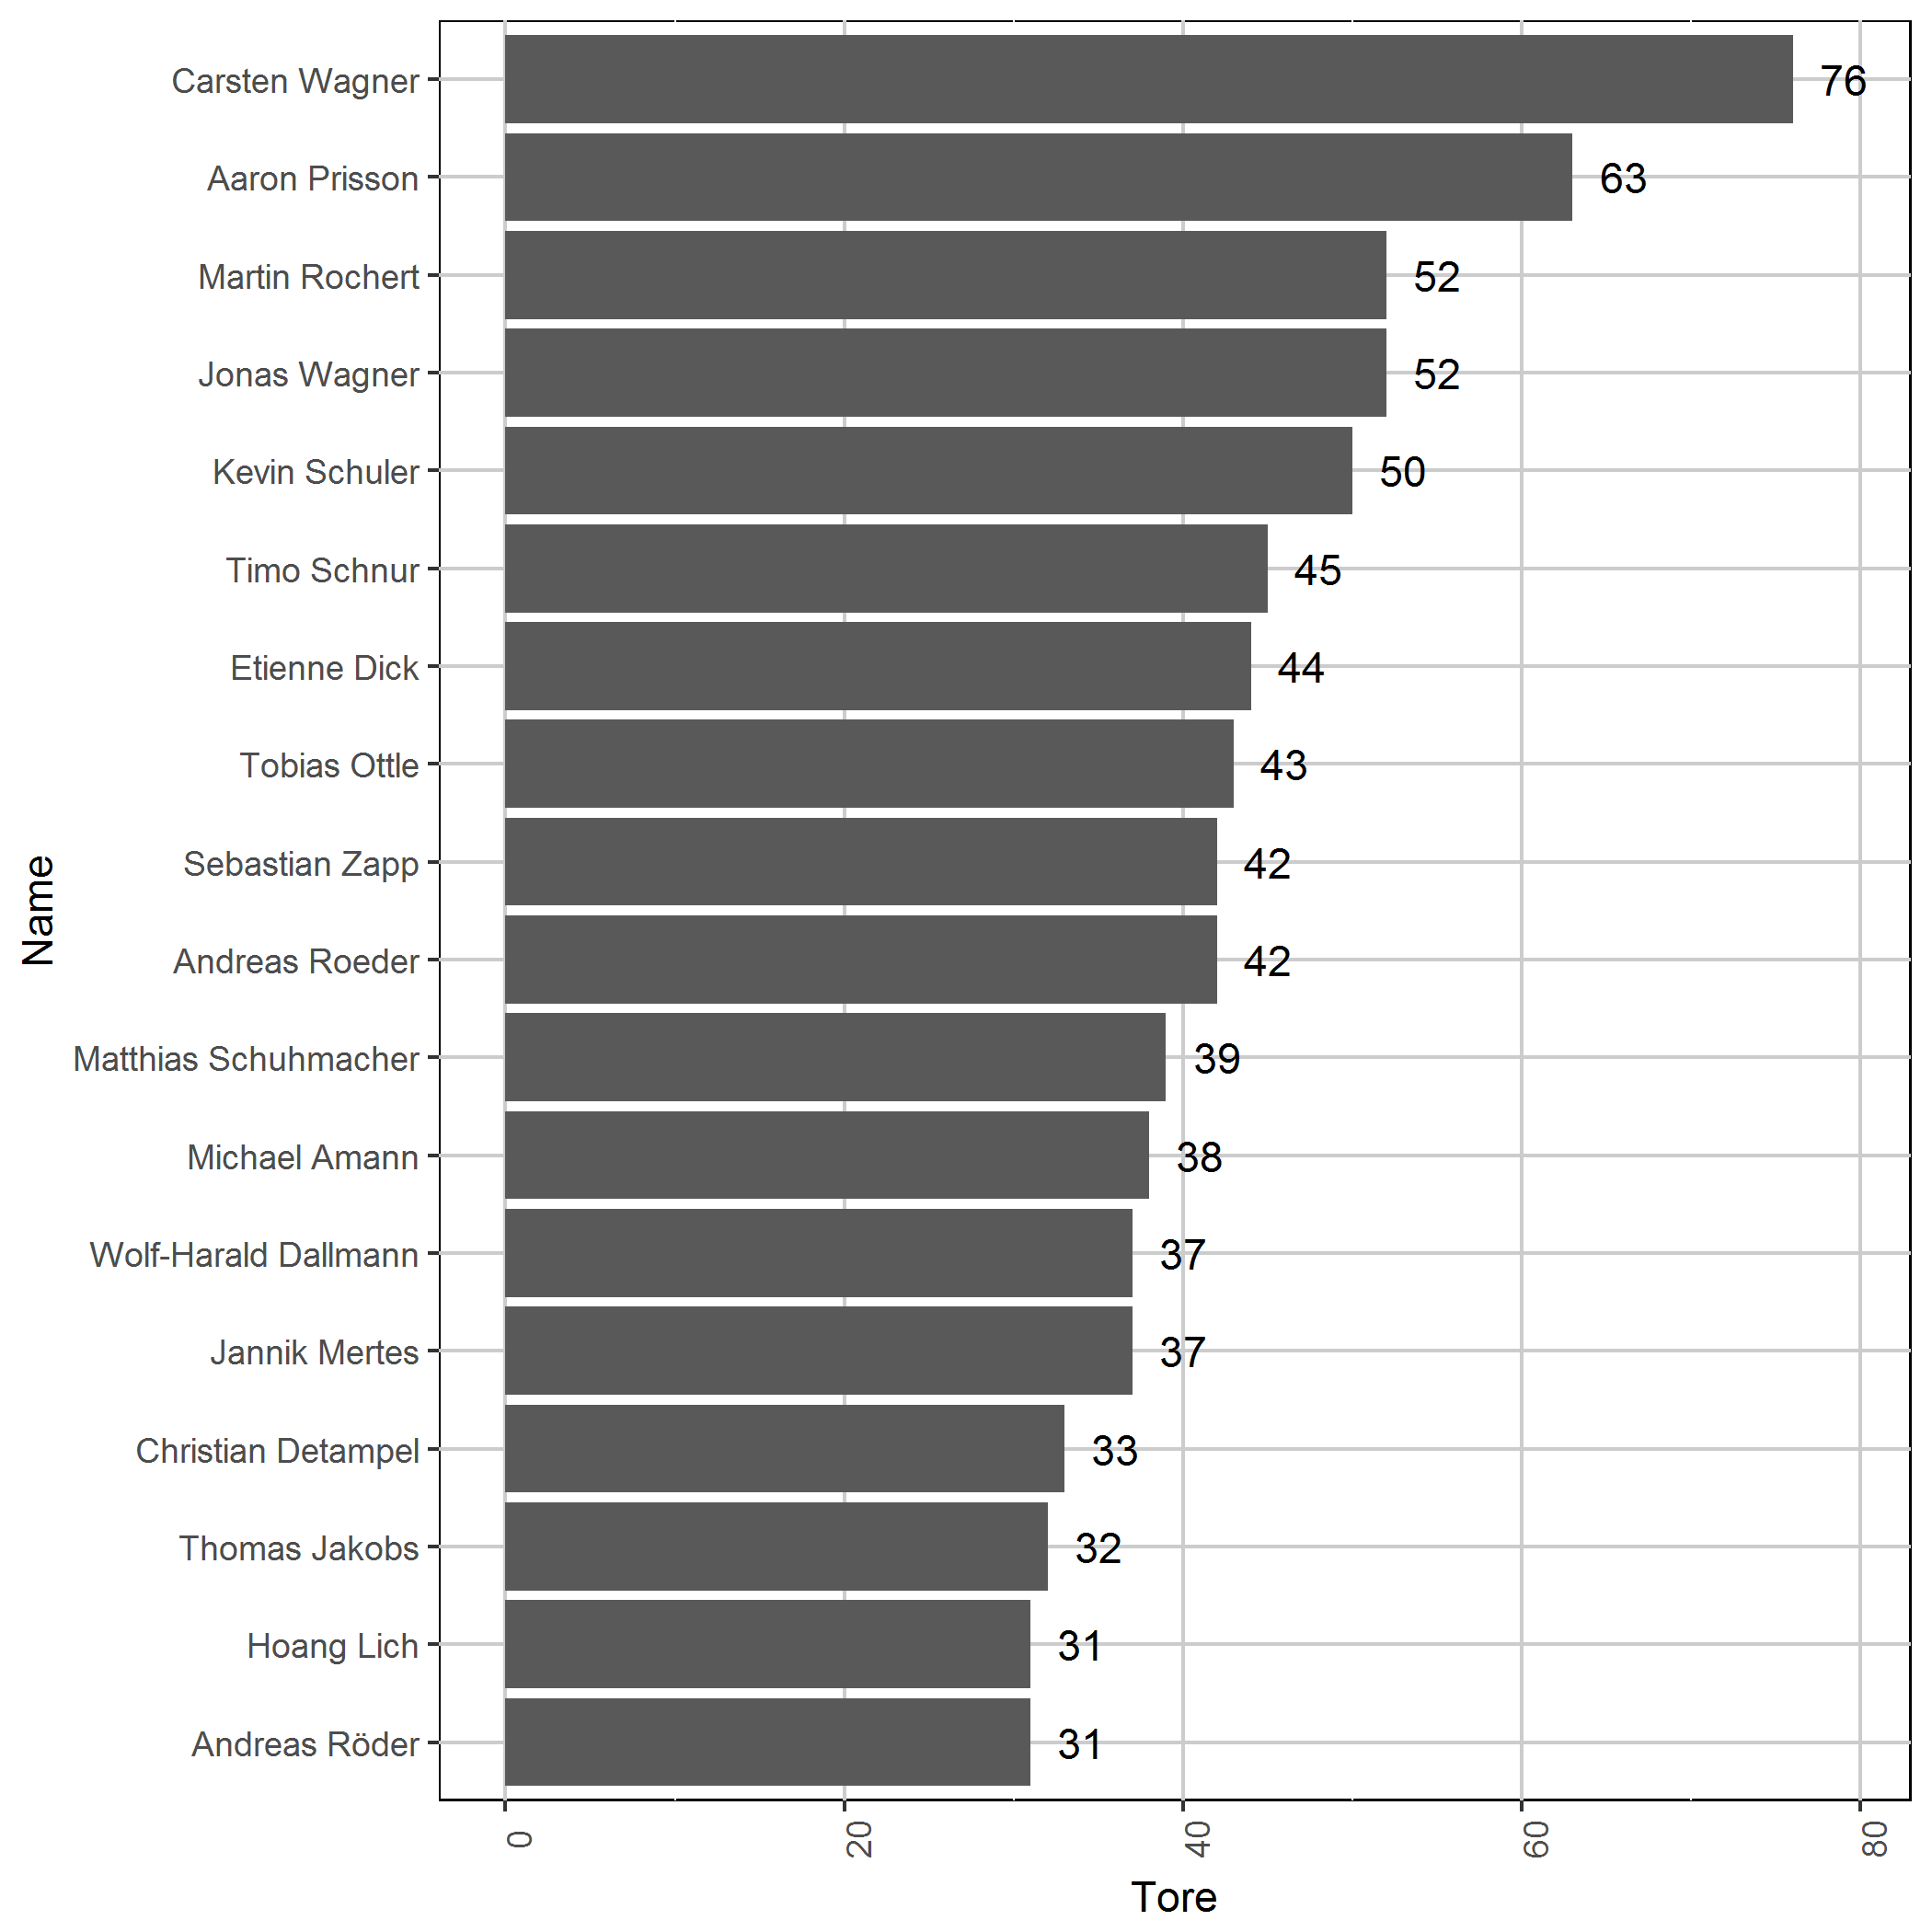 Carsten Wagner 76
Aaron Prisson 63
Martin Rochert 52
Jonas Wagner 52
Kevin Schuler 50
Timo Schnur 45
Etienne Dick 44
Tobias Ottle 43
Sebastian Zapp 42
Andreas Roeder 42
Matthias Schuhmacher 39
Michael Amann 38
Wolf-Harald Dallmann 37
Jannik Mertes 37
Christian Detampel 33
Thomas Jakobs 32
Hoang Lich 31
Andreas Röder 31
Name
0 20 40 60 80
Tore